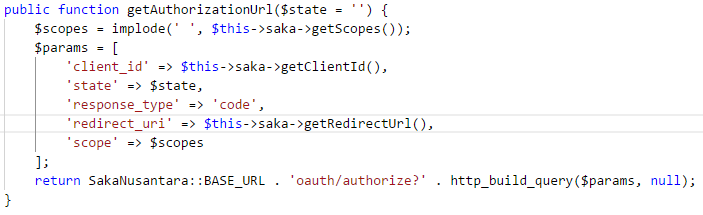 public function getAuthorizationUrl($state = '') {
    $scopes = implode(' ', $this->saka->getScopes());
    $params = [
        'client_id' => $this->saka->getClientId(),
        'state' => $state,
        'response_type' => 'code',
        'redirect_uri' => $this->saka->getRedirectUrl(),
        'scope' => $scopes
    ];
    return SakaNusantara::BASE_URL . 'oauth/authorize?' . http_build_query($params, null);
}